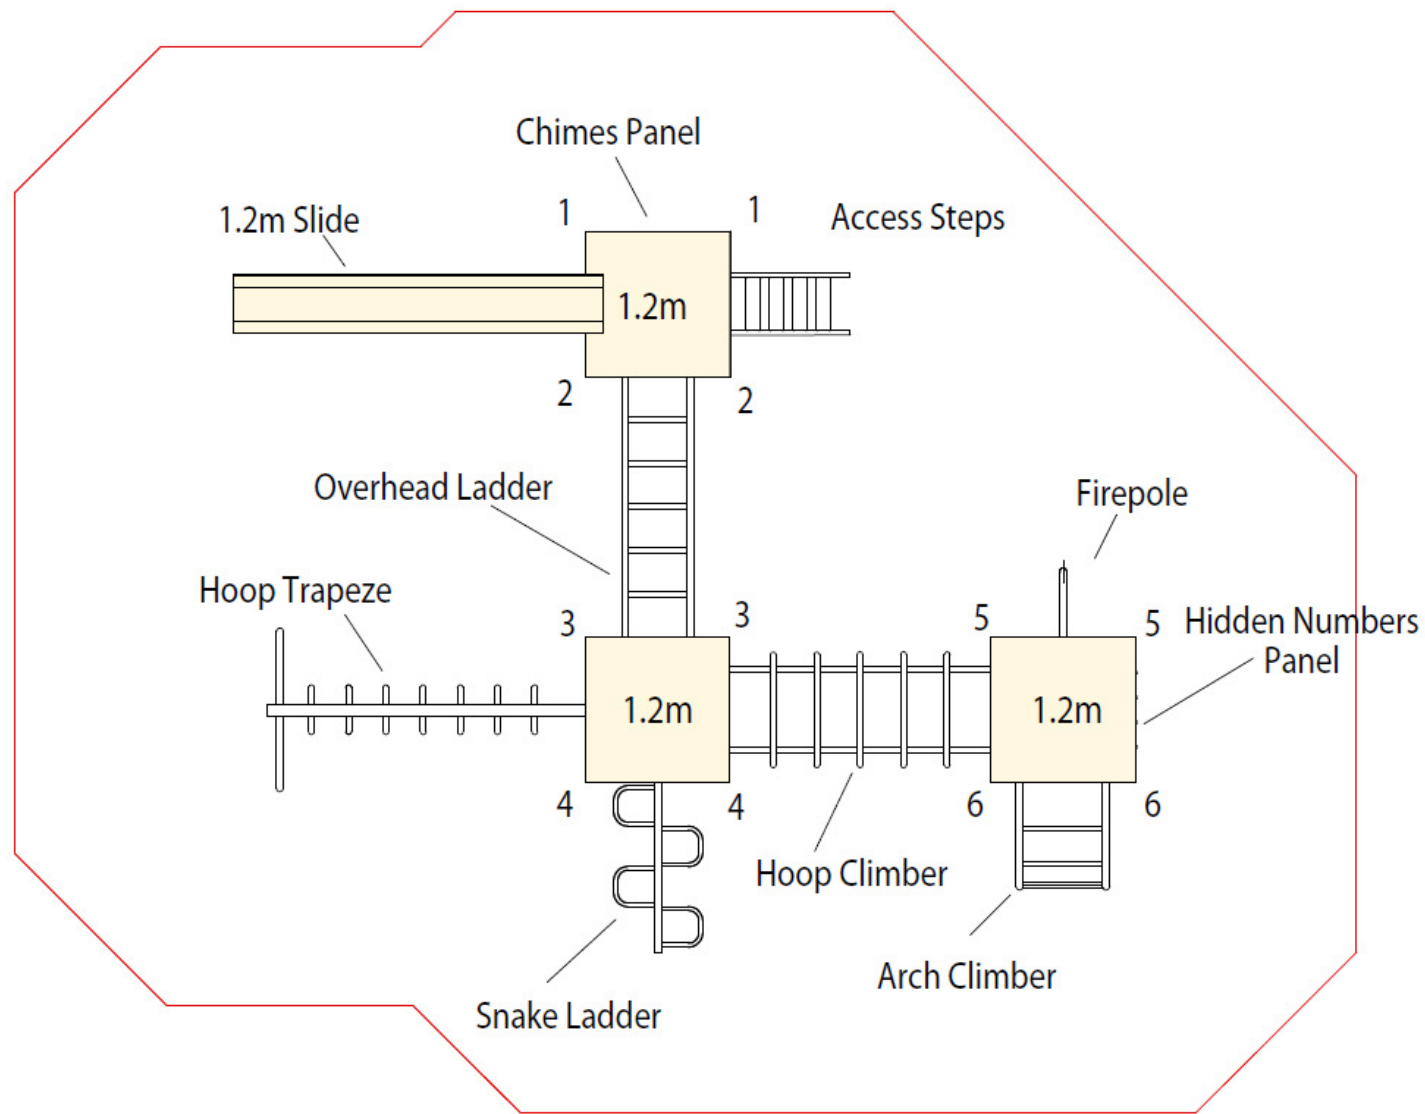 Chimes Panel
1
1
1.2m Slide
Access Steps
1.2m
2
2
Overhead Ladder
Firepole
Hoop Trapeze
3
3
5
5
Hidden Numbers
Panel
1.2m
1.2m
4
4
6
6
Hoop Climber
Arch Climber
Snake Ladder